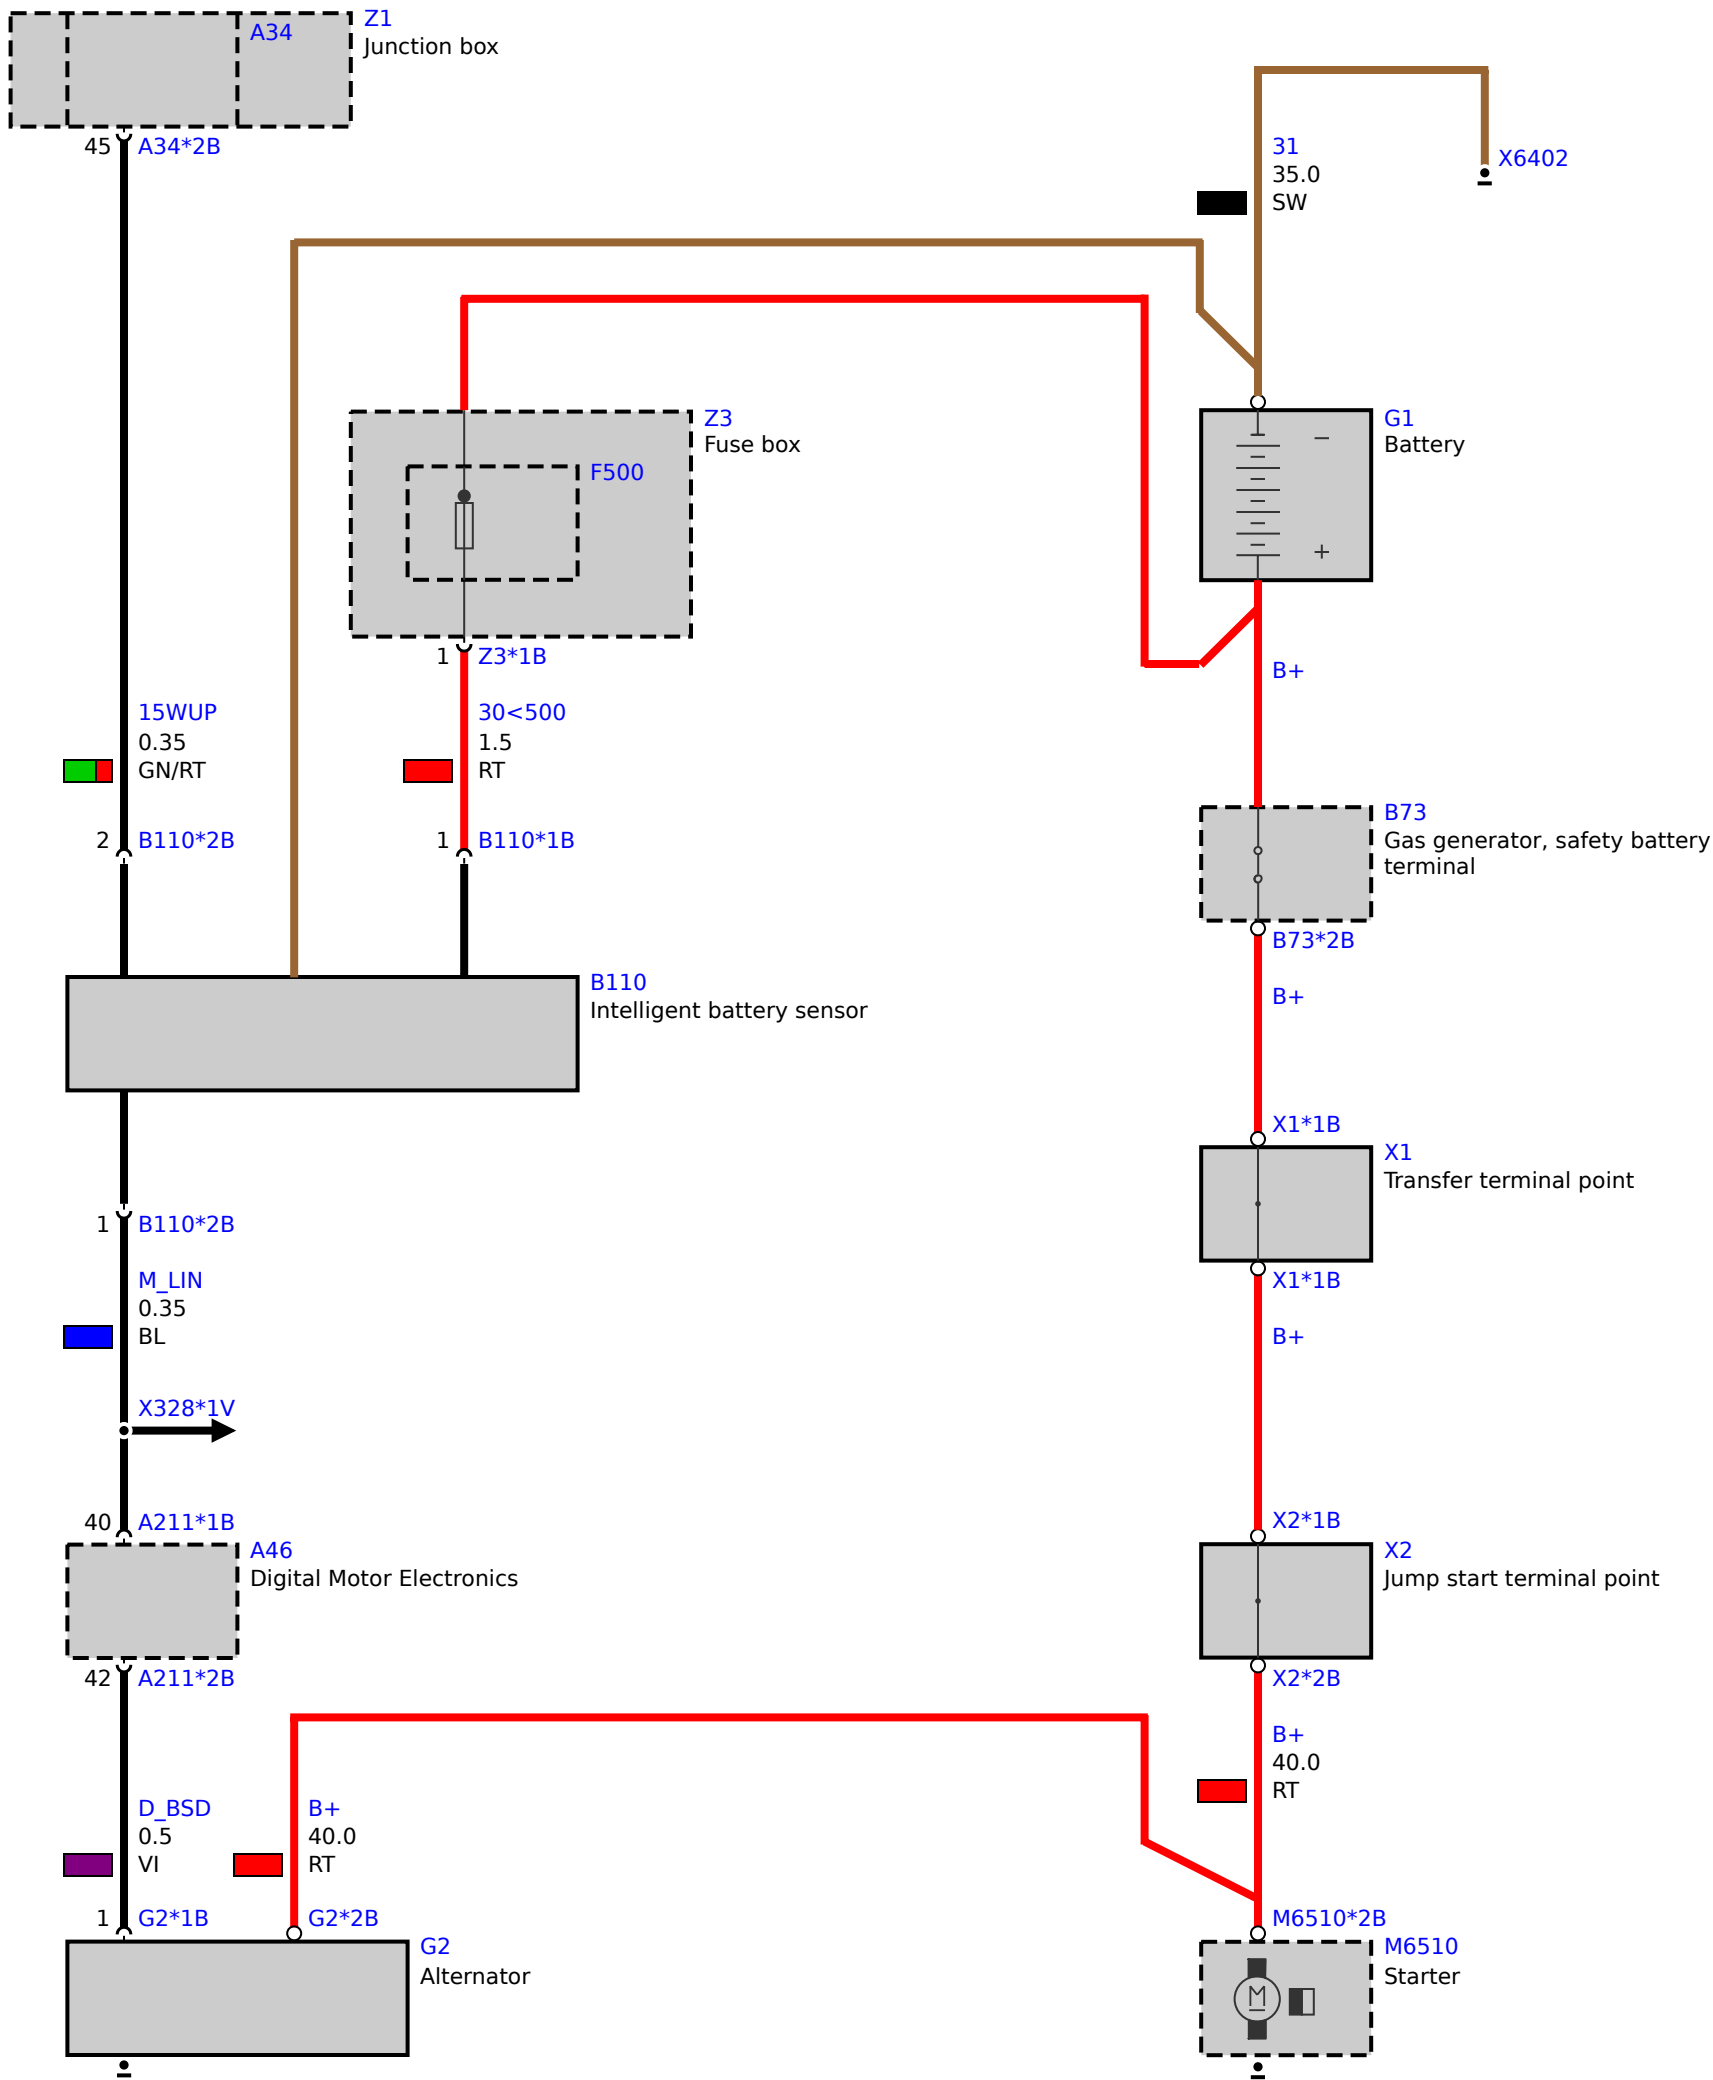 A34
Z1
Junction box
45 A34*2B
31
35.0
SW
X6402
Z3
Fuse box
F500
G1
Battery
−
+
1 Z3*1B
B+
15WUP
0.35
GN/RT
30<500
1.5
RT
2 B110*2B
1 B110*1B
B73
Gas generator, safety battery
terminal
B73*2B
B110
Intelligent battery sensor
B+
X1*1B
X1
Transfer terminal point
1 B110*2B
M_LIN
0.35
BL
X1*1B
B+
X328*1V
40 A211*1B
A46
Digital Motor Electronics
X2*1B
X2
Jump start terminal point
42 A211*2B
X2*2B
B+
40.0
RT
D_BSD
0.5
VI
B+
40.0
RT
1 G2*1B
G2*2B
M6510*2B
G2
Alternator
M6510
Starter
M